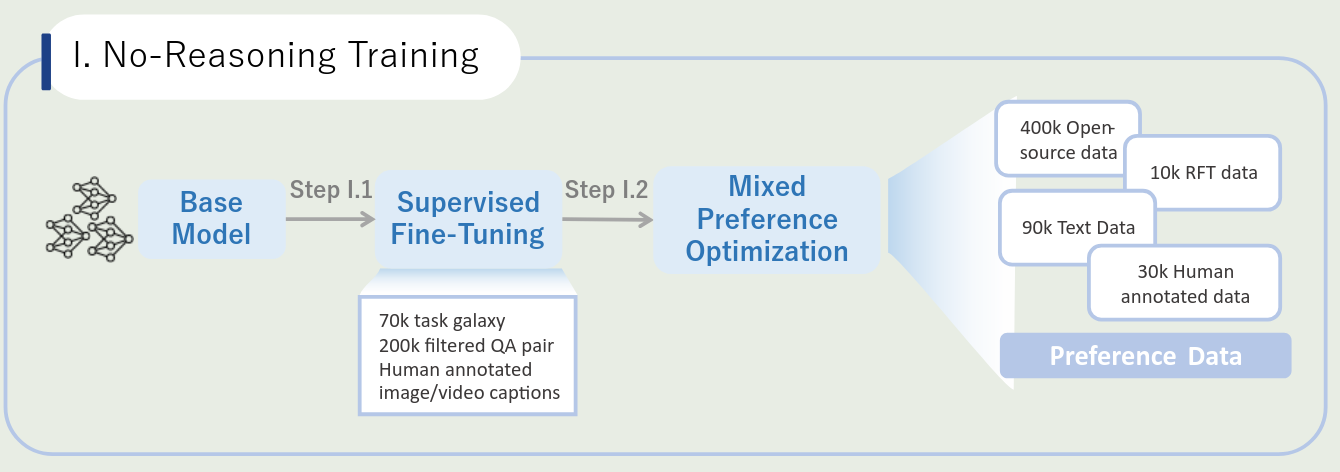 I. No-Reasoning Training
Base
Model
Step I.1
Supervised
Fine-Tuning
Step I.2
Mixed
Preference
Optimization
70k task galaxy
200k filtered QA pair
Human annotated
image/video captions
400k Open-
source data
10k RFT data
90k Text Data
30k Human
annotated data
Preference Data